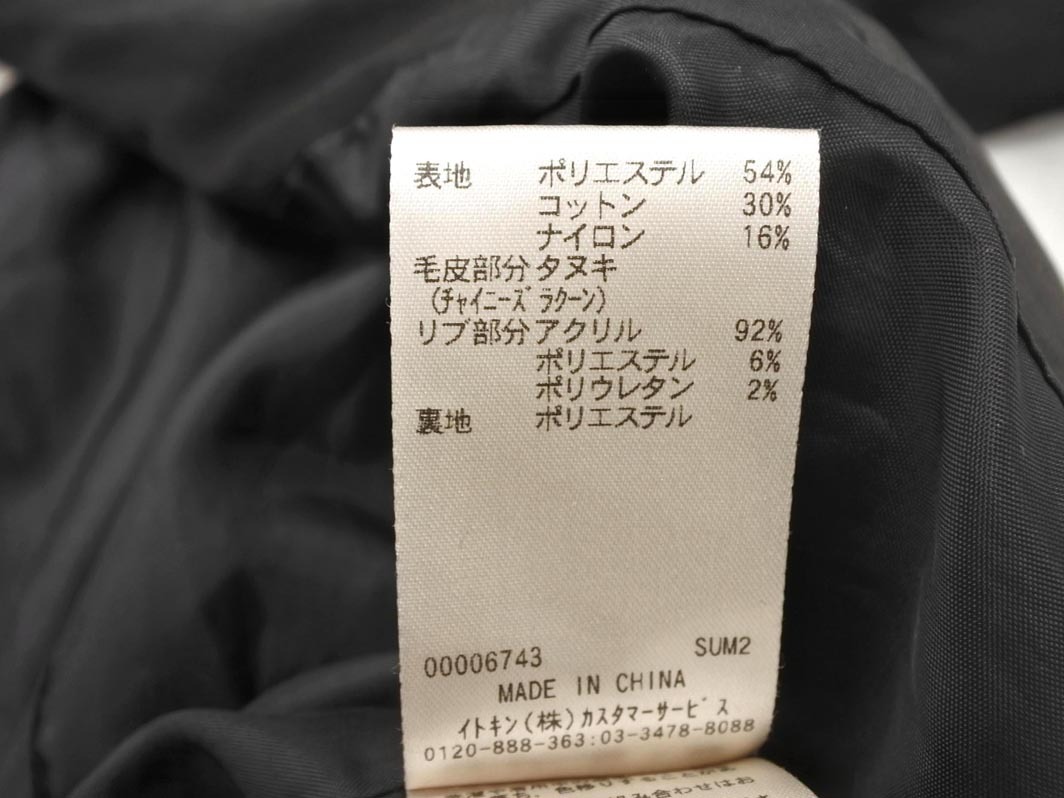 表地 ポリエステル 54%
コットン 30%
ナイロン 16%
毛皮部分 タヌキ
(チャイニーズ ラクーン)
リブ部分 アクリル 92%
ポリエステル 6%
ポリウレタン 2%
裏地 ポリエステル
00006743 SUM2
MADE IN CHINA
イトキン(株)カスタマーサービス
0120-888-363:03-3478-8088